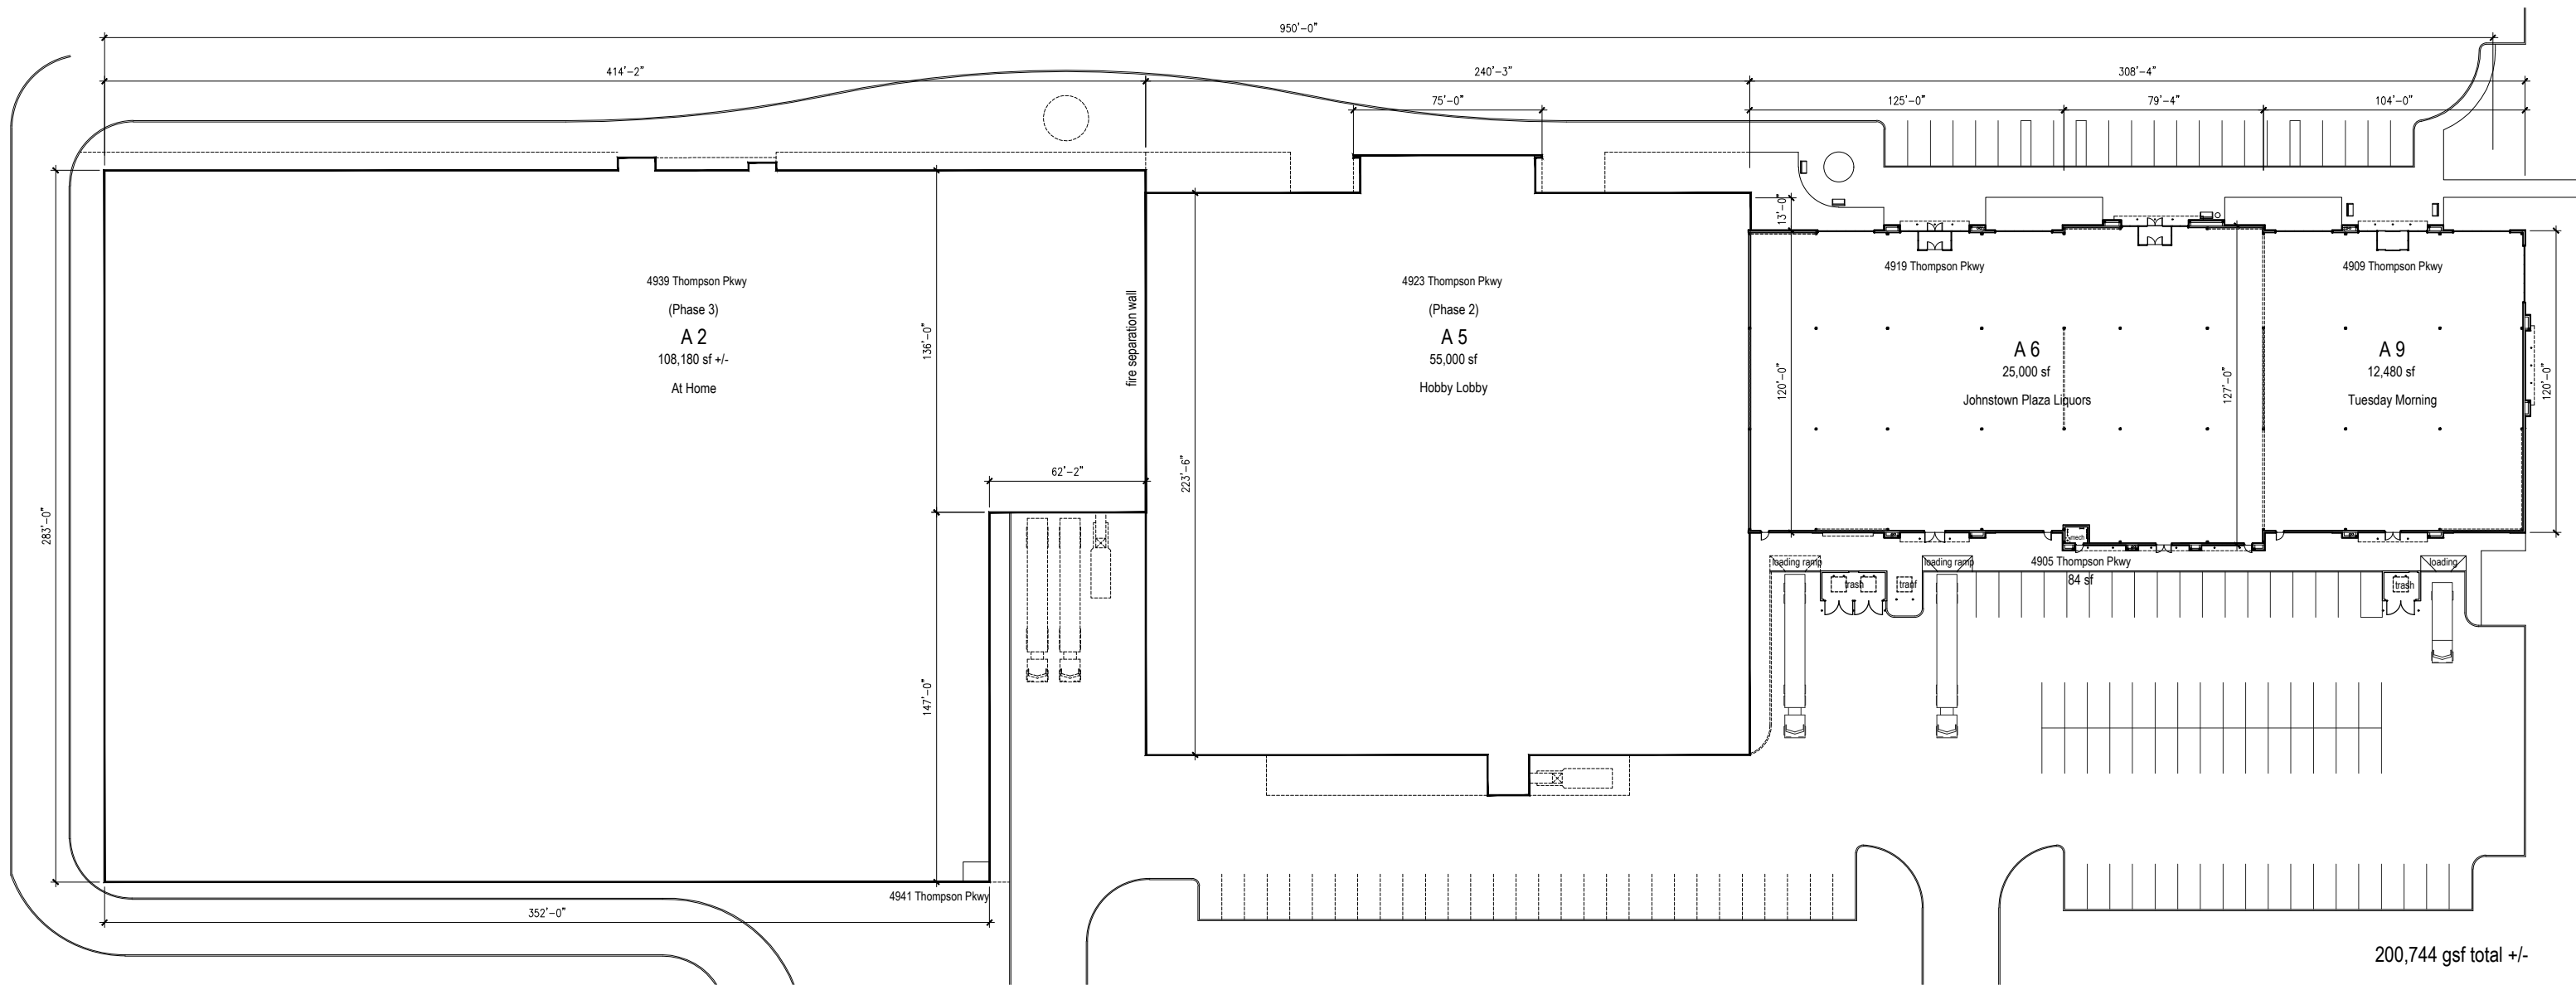 950'-0"
414'-2"
240'-3"
308'-4"
75'-0"
125'-0"
79'-4"
104'-0"
13'-0"
4939 Thompson Pkwy
(Phase 3)
A 2
108,180 sf +/-
At Home
136'-0"
fire separation wall
4923 Thompson Pkwy
(Phase 2)
A 5
55,000 sf
Hobby Lobby
4919 Thompson Pkwy
A 6
25,000 sf
Johnstown Plaza Liquors
120'-0"
127'-0"
4909 Thompson Pkwy
A 9
12,480 sf
Tuesday Morning
120'-0"
62'-2"
223'-6"
283'-0"
147'-0"
mech
loading ramp
trash
tranf
loading ramp
4905 Thompson Pkwy
84 sf
trash
loading
4941 Thompson Pkwy
352'-0"
200,744 gsf total +/-